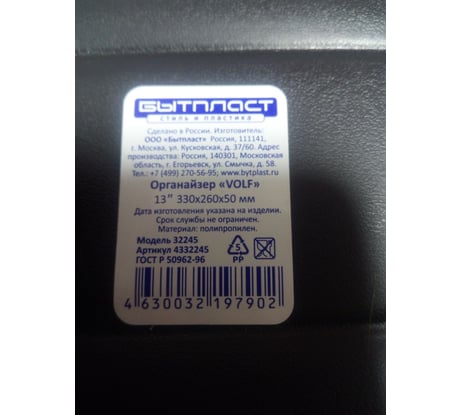 БЫТПЛАСТ
СТИЛЬ И ПЛАСТИКА
Сделано в России. Изготовитель:
ООО «Бытпласт» Россия, 111141,
г. Москва, ул. Кусковская, д. 37/60. Адрес
производства: Россия, 140301, Московская
область, г. Егорьевск, ул. Смычка, д. 58.
Тел.: +7 (499) 270-56-95; www.bytplast.ru
Органайзер «VOLF»
13" 330х260х50 мм
Дата изготовления указана на изделии.
Срок службы не ограничен.
Материал: полипропилен.
Модель 32245
Артикул 4332245
ГОСТ Р 50962-96
5
PP
4 630032 197902